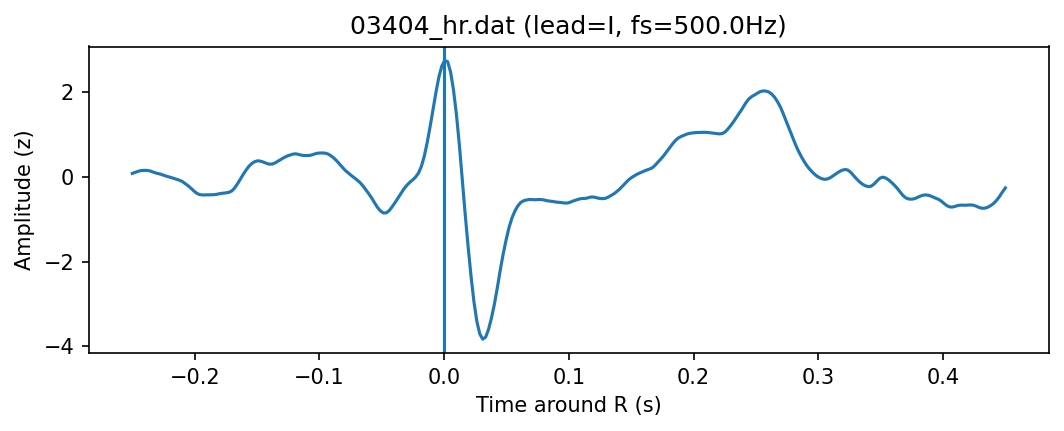 03404_hr.dat (lead=I, fs=500.0Hz)
Amplitude (z)
2
0
−2
−4
−0.2 −0.1 0.0 0.1 0.2 0.3 0.4
Time around R (s)